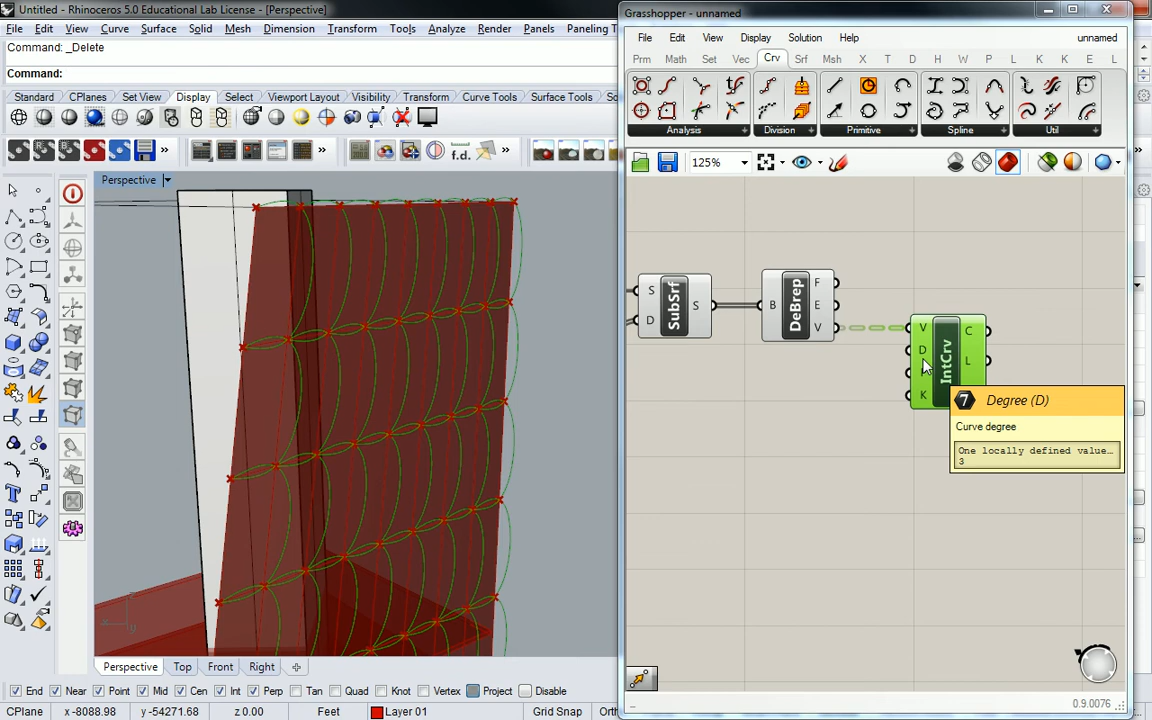 Untitled - Rhinoceros 5.0 Educational Lab License - [Perspective]
File Edit View Curve Surface Solid Mesh Dimension Transform Tools Analyze Render Panels Paneling T
Command: _Delete
Command:
Standard CPlanes Set View Display Select Viewport Layout Visibility Transform Curve Tools Surface Tools So
f.d.
Perspective
x y
Perspective Top Front Right
End Near Point Mid Cen Int Perp Tan Quad Knot Vertex Project Disable
CPlane x -8088.98 y -54271.68 z 0.00 Feet Layer 01 Grid Snap Orth
Grasshopper - unnamed
File Edit View Display Solution Help unnamed
Prm Math Set Vec Crv Srf Msh X T D H W P M K E L
Analysis Division Primitive Spline Util
125%
S D SubSrf S
B DeBrep F E V
V D K IntCrv C L
7 Degree (D)
Curve degree
One locally defined value…
3
0.9.0076